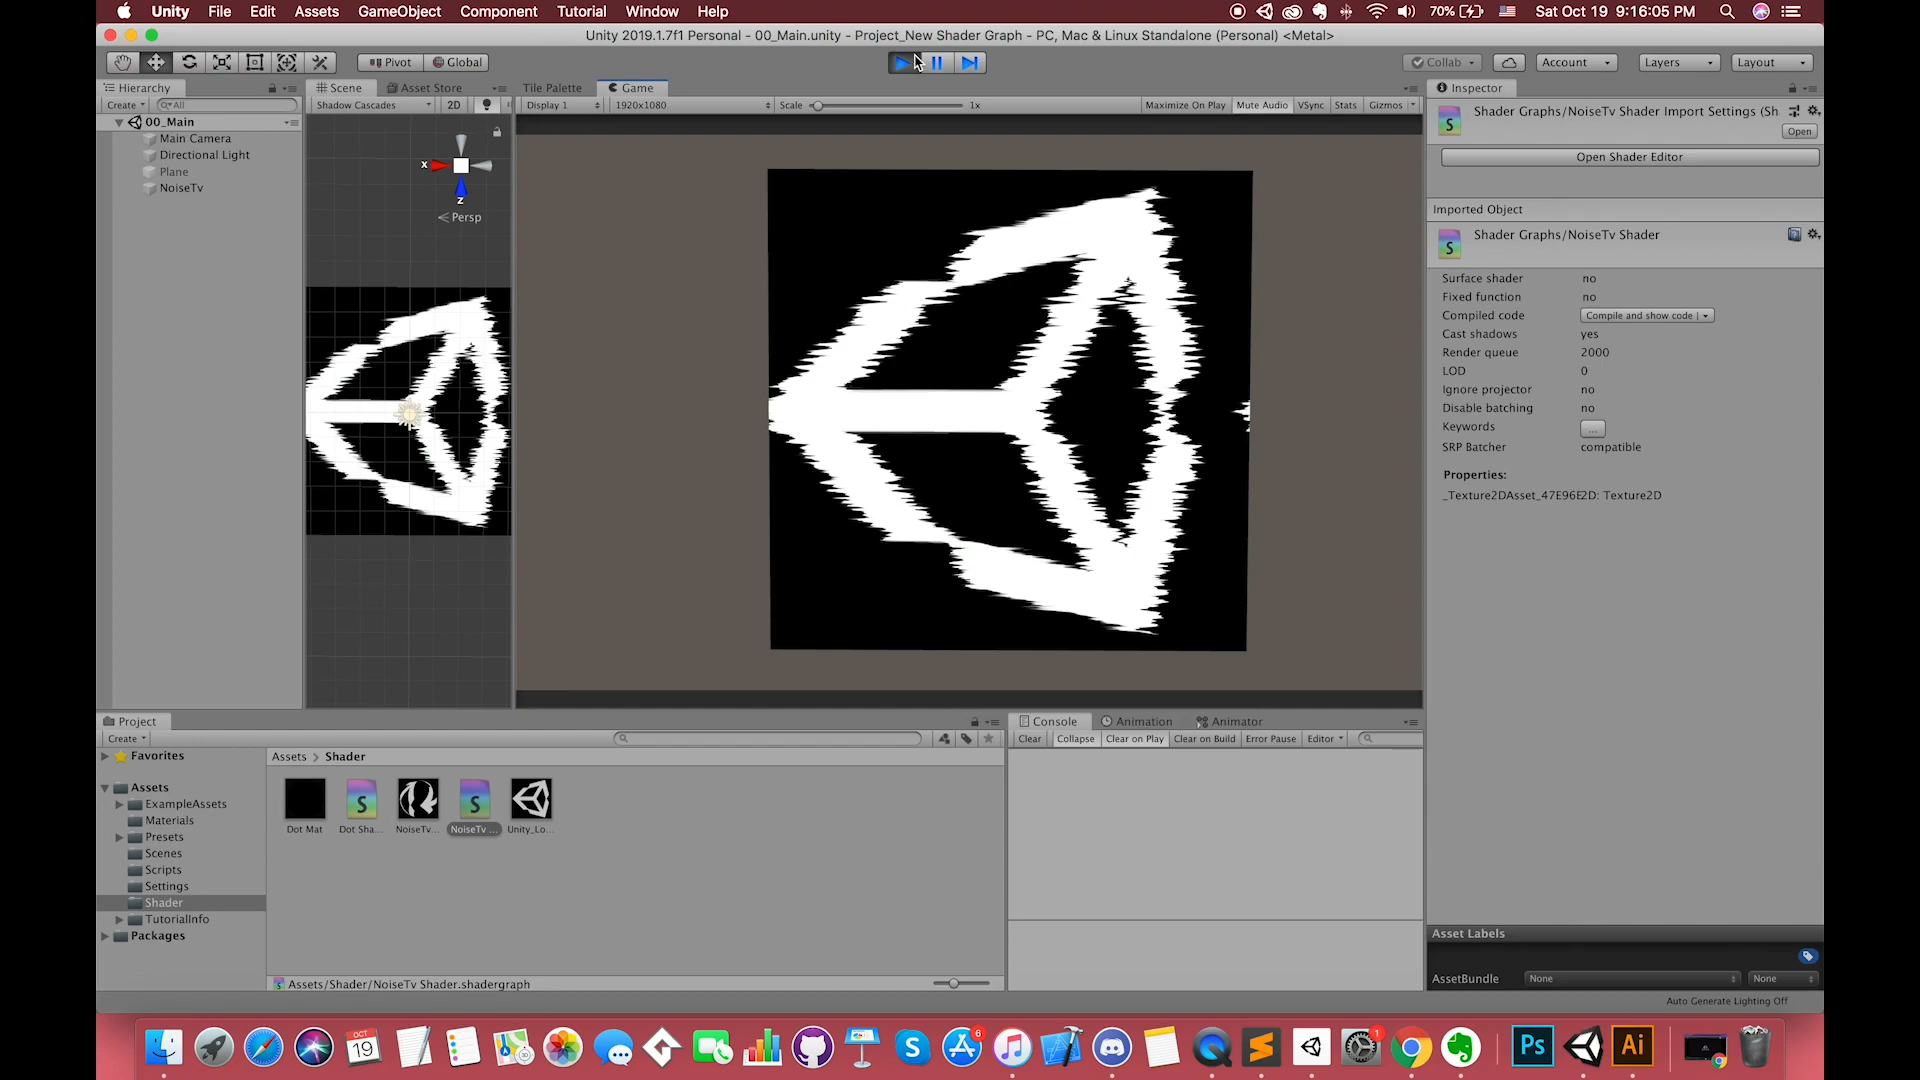 Unity File Edit Assets GameObject Component Tutorial Window Help
70% Sat Oct 19 9:16:05 PM
Unity 2019.1.7f1 Personal - 00_Main.unity - Project_New Shader Graph - PC, Mac & Linux Standalone (Personal) <Metal>
Pivot Global
Collab Account Layers Layout
Hierarchy
Create All
00_Main
Main Camera
Directional Light
Plane
NoiseTv
Scene Asset Store
Shadow Cascades 2D
x
z
Persp
Tile Palette Game
Display 1 1920x1080 Scale 1x Maximize On Play Mute Audio VSync Stats Gizmos
Inspector
Shader Graphs/NoiseTv Shader Import Settings (Sh
Open
Open Shader Editor
Imported Object
Shader Graphs/NoiseTv Shader
Surface shader no
Fixed function no
Compiled code Compile and show code
Cast shadows yes
Render queue 2000
LOD 0
Ignore projector no
Disable batching no
Keywords ...
SRP Batcher compatible
Properties:
_Texture2DAsset_47E96E2D: Texture2D
Asset Labels
AssetBundle None None
Auto Generate Lighting Off
Project
Create
Favorites
Assets
ExampleAssets
Materials
Presets
Scenes
Scripts
Settings
Shader
TutorialInfo
Packages
Assets > Shader
Dot Mat Dot Sha... NoiseTv... NoiseTv ... Unity_Lo...
Assets/Shader/NoiseTv Shader.shadergraph
Console Animation Animator
Clear Collapse Clear on Play Clear on Build Error Pause Editor
OCT
19
6
1
Ps
Ai